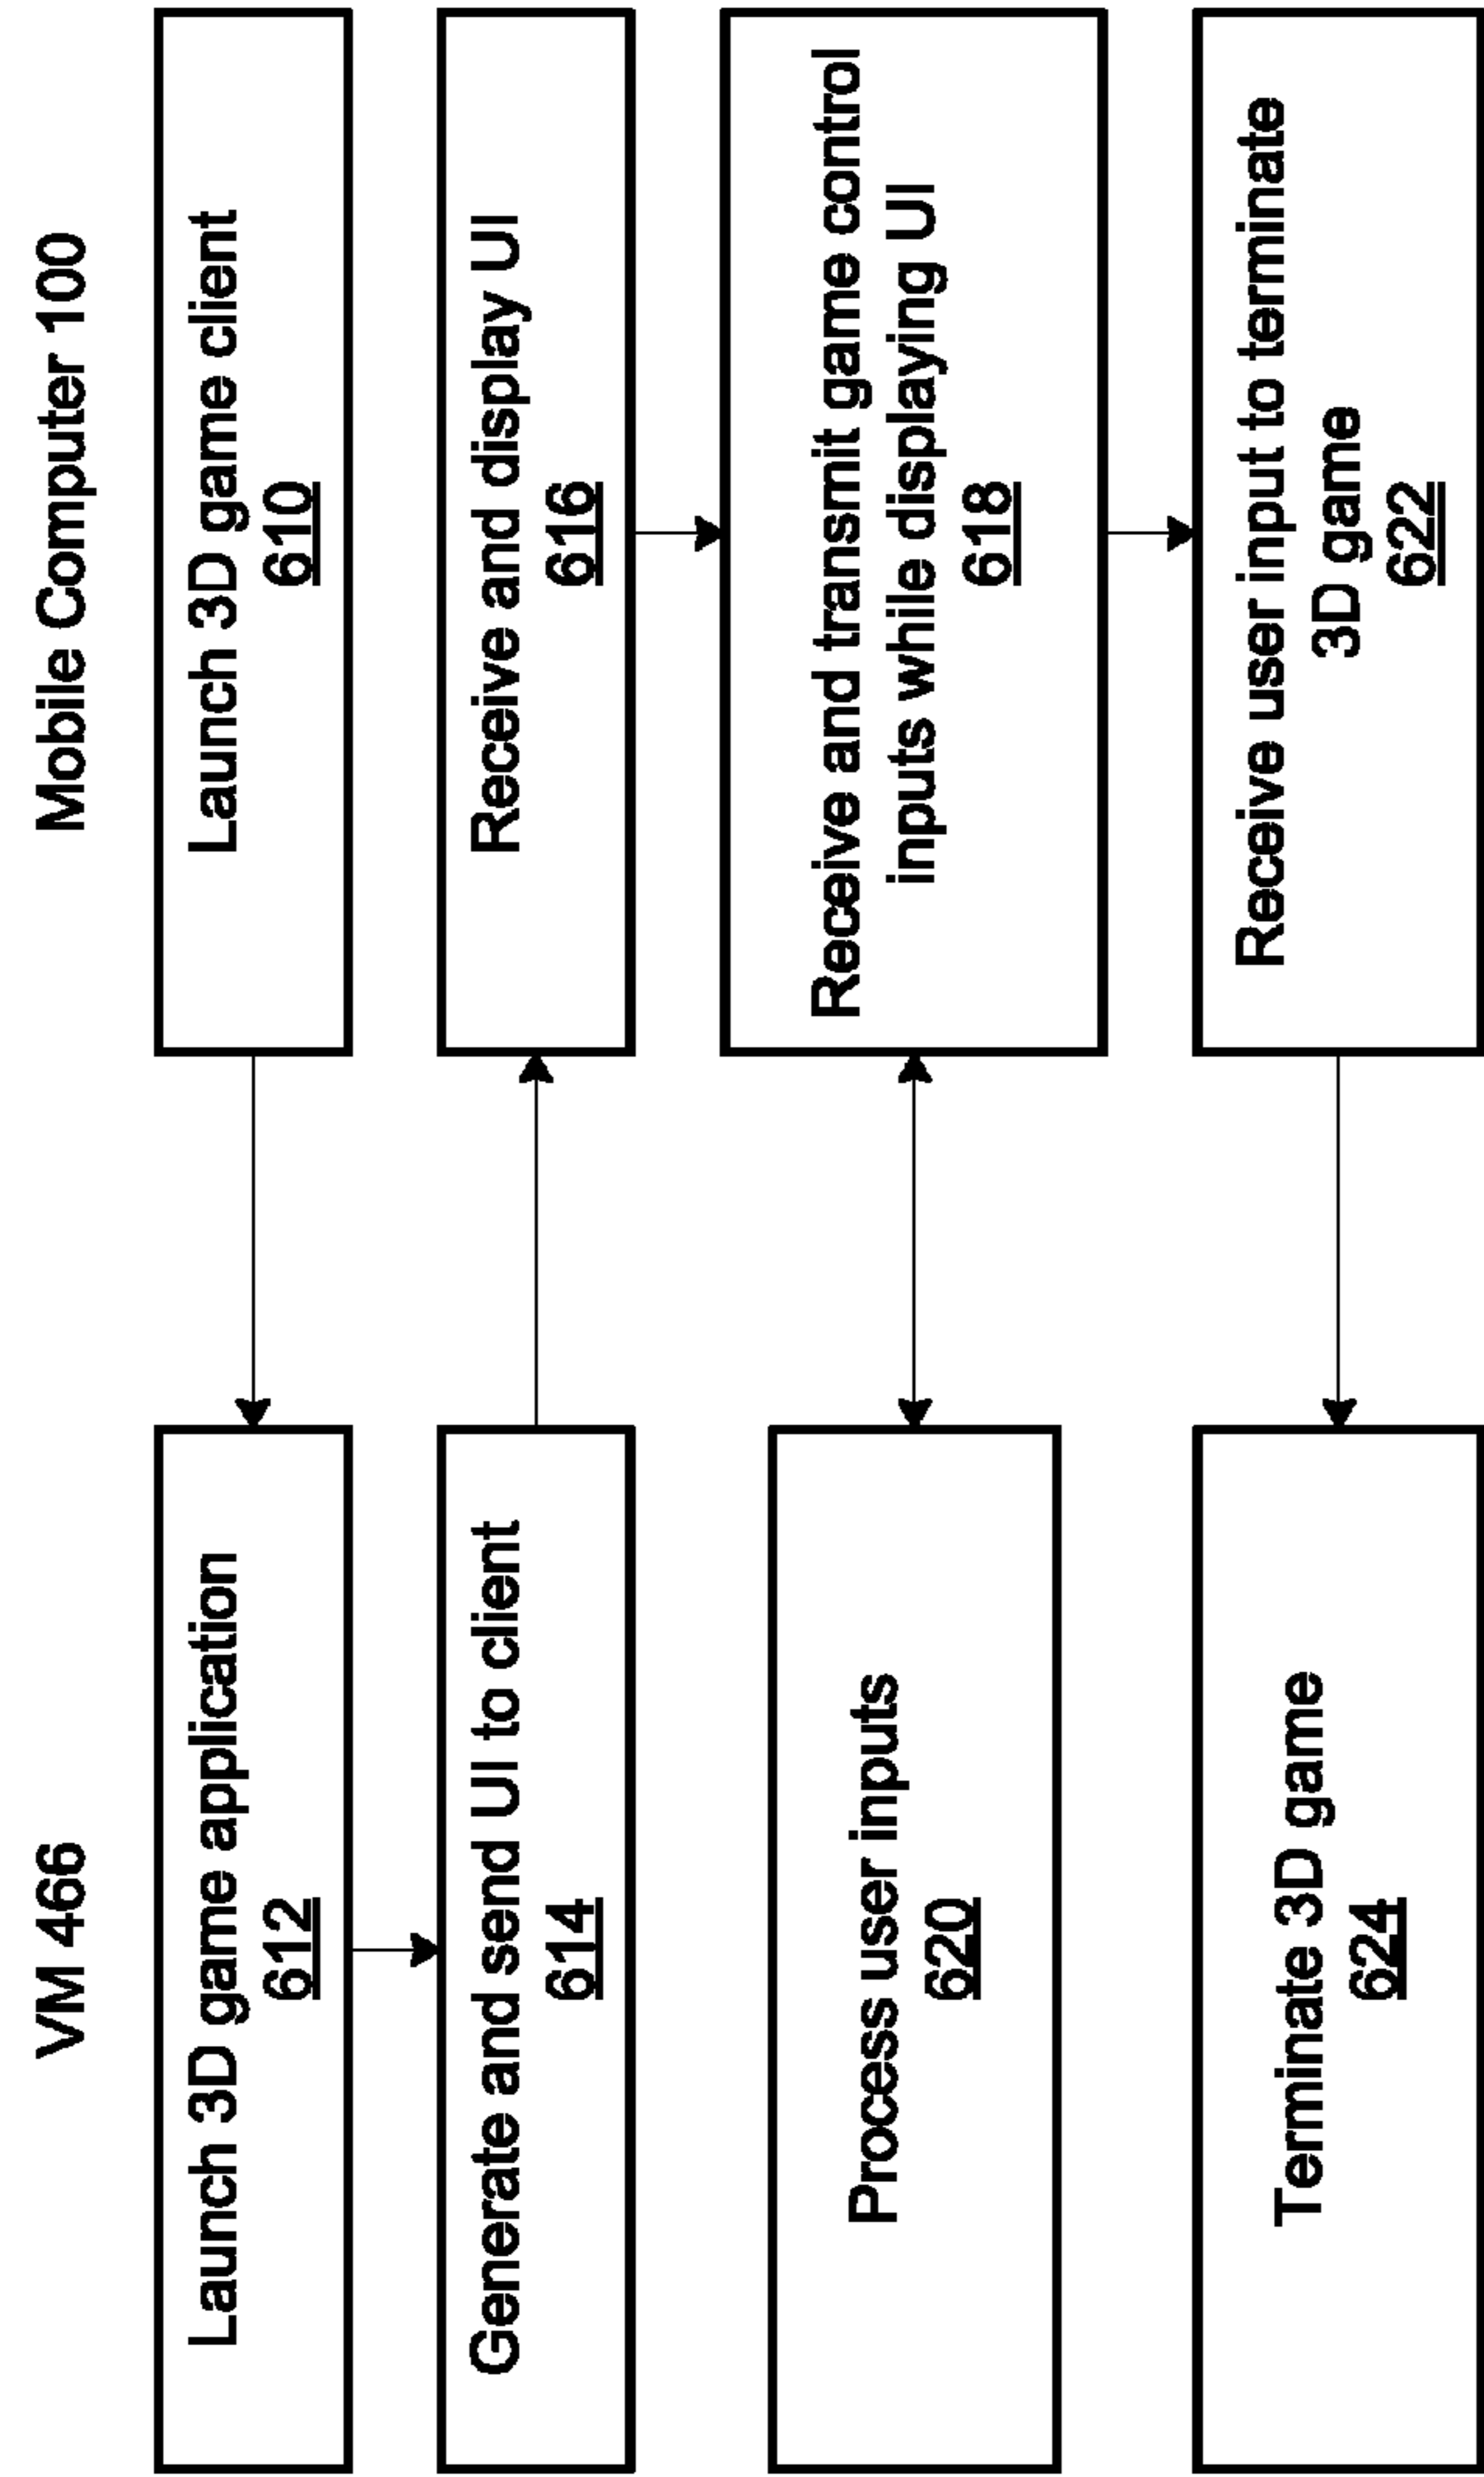 VM 466
Mobile Computer 100
Launch 3D game application
612
Launch 3D game client
610
Generate and send UI to client
614
Receive and display UI
616
Process user inputs
620
Receive and transmit game control
inputs while displaying UI
618
Terminate 3D game
624
Receive user input to terminate
3D game
622